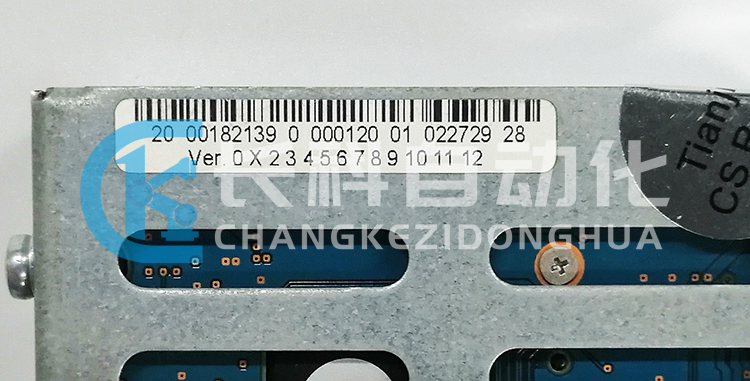 20 00182139 0 000120 01 022729 28
Ver. 0 X 2 3 4 5 6 7 8 9 10 11 12
Tianj
CS B
长科自动化
CHANGKEZIDONGHUA